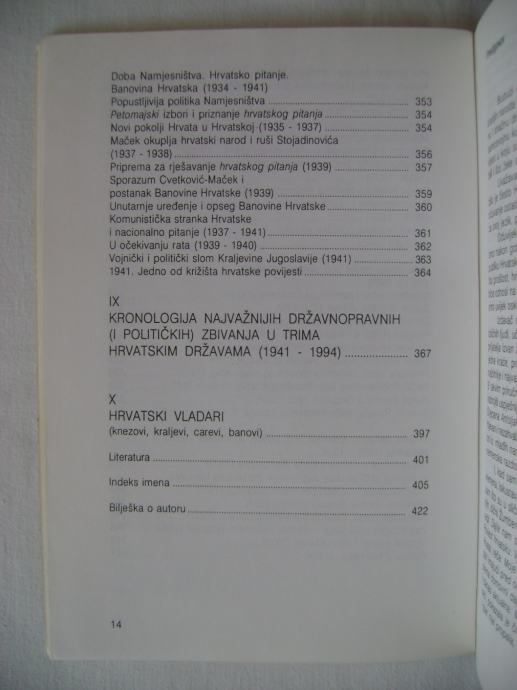 Doba Namjesništva. Hrvatsko pitanje.
Banovina Hrvatska (1934 - 1941)
Popustljivija politika Namjesništva ........ 353
Petomajski izbori i priznanje hrvatskog pitanja ........ 354
Novi pokolji Hrvata u Hrvatskoj (1935 - 1937) ........ 354
Maček okuplja hrvatski narod i ruši Stojadinovića
(1937 - 1938) ........ 356
Priprema za rješavanje hrvatskog pitanja (1939) ........ 357
Sporazum Cvetković-Maček i
postanak Banovine Hrvatske (1939) ........ 359
Unutarnje uređenje i opseg Banovine Hrvatske ........ 360
Komunistička stranka Hrvatske
i nacionalno pitanje (1937 - 1941) ........ 361
U očekivanju rata (1939 - 1940) ........ 362
Vojnički i politički slom Kraljevine Jugoslavije (1941) ........ 363
1941. Jedno od križišta hrvatske povijesti ........ 364
IX
KRONOLOGIJA NAJVAŽNIJIH DRŽAVNOPRAVNIH
(I POLITIČKIH) ZBIVANJA U TRIMA
HRVATSKIM DRŽAVAMA (1941 - 1994) ........ 367
X
HRVATSKI VLADARI
(knezovi, kraljevi, carevi, banovi) ........ 397
Literatura ........ 401
Indeks imena ........ 405
Bilješka o autoru ........ 422
14